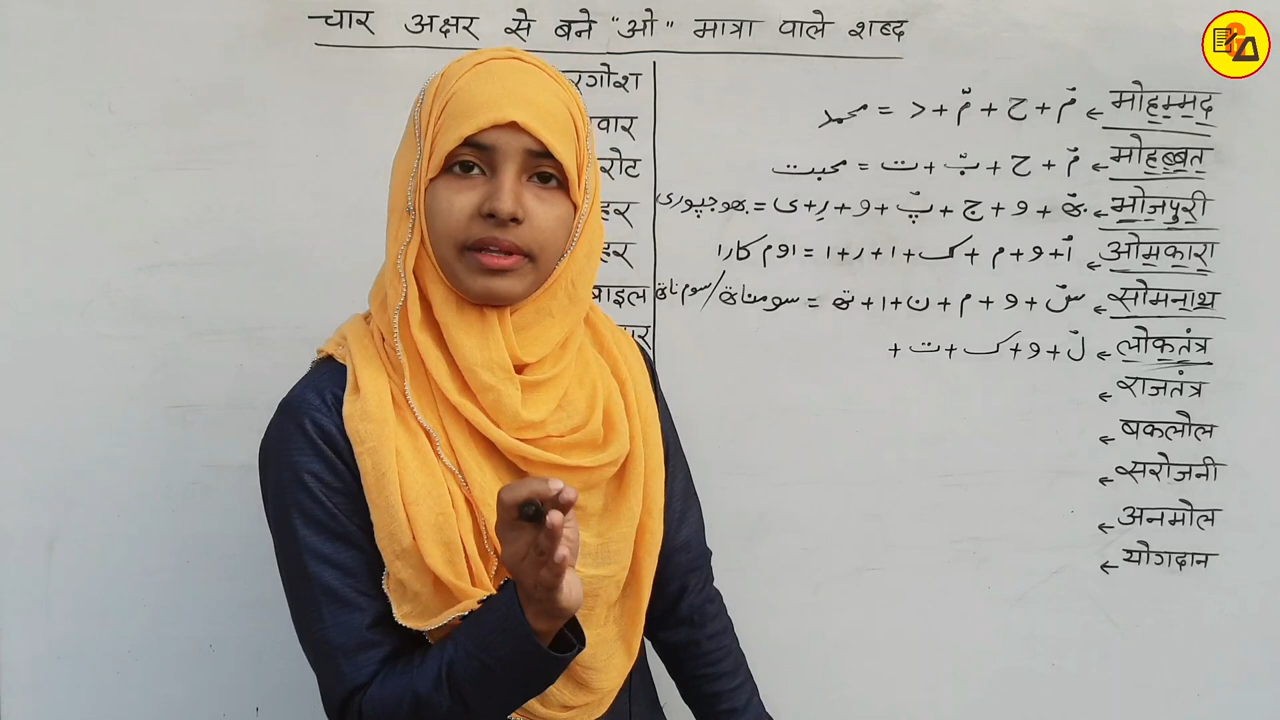 चार अक्षर से बने "ओ" मात्रा वाले शब्द
रगोश
वार
रोट
हर
हर
बाइल
ार
मोहम्मद ← مُ + ح + مّ + د = محمد
मोहब्बत ← مُ + ح + بّ + ت = محبت
भोजपुरी ← بھ + و + ج + پُ + و + رِ + ی = بھوجپوری
ओमकारा ← اُ + و + م + ک + ا + ر + ا = اوم کارا
सोमनाथ ← سُ + و + م + ن + ا + تھ = سومناتھ / سوم ناتھ
लोकतंत्र ← لُ + و + ک + ت +
राजतंत्र ←
बकलोल ←
सरोजनी ←
अनमोल ←
योगदान ←